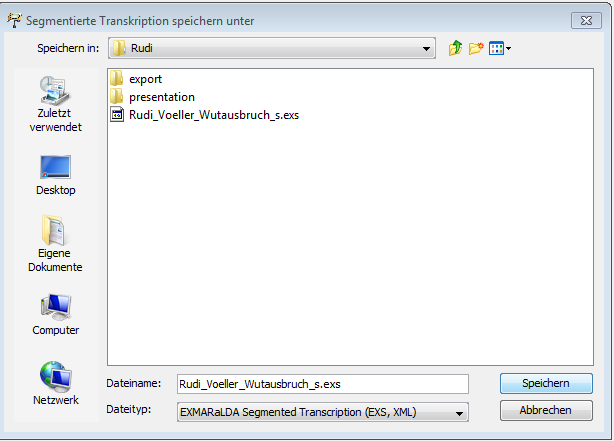 Segmentierte Transkription speichern unter
Speichern in: Rudi
export
presentation
Rudi_Voeller_Wutausbruch_s.exs
Zuletzt
verwendet
Desktop
Eigene
Dokumente
Computer
Netzwerk
Dateiname: Rudi_Voeller_Wutausbruch_s.exs Speichern
Dateityp: EXMARaLDA Segmented Transcription (EXS, XML) Abbrechen